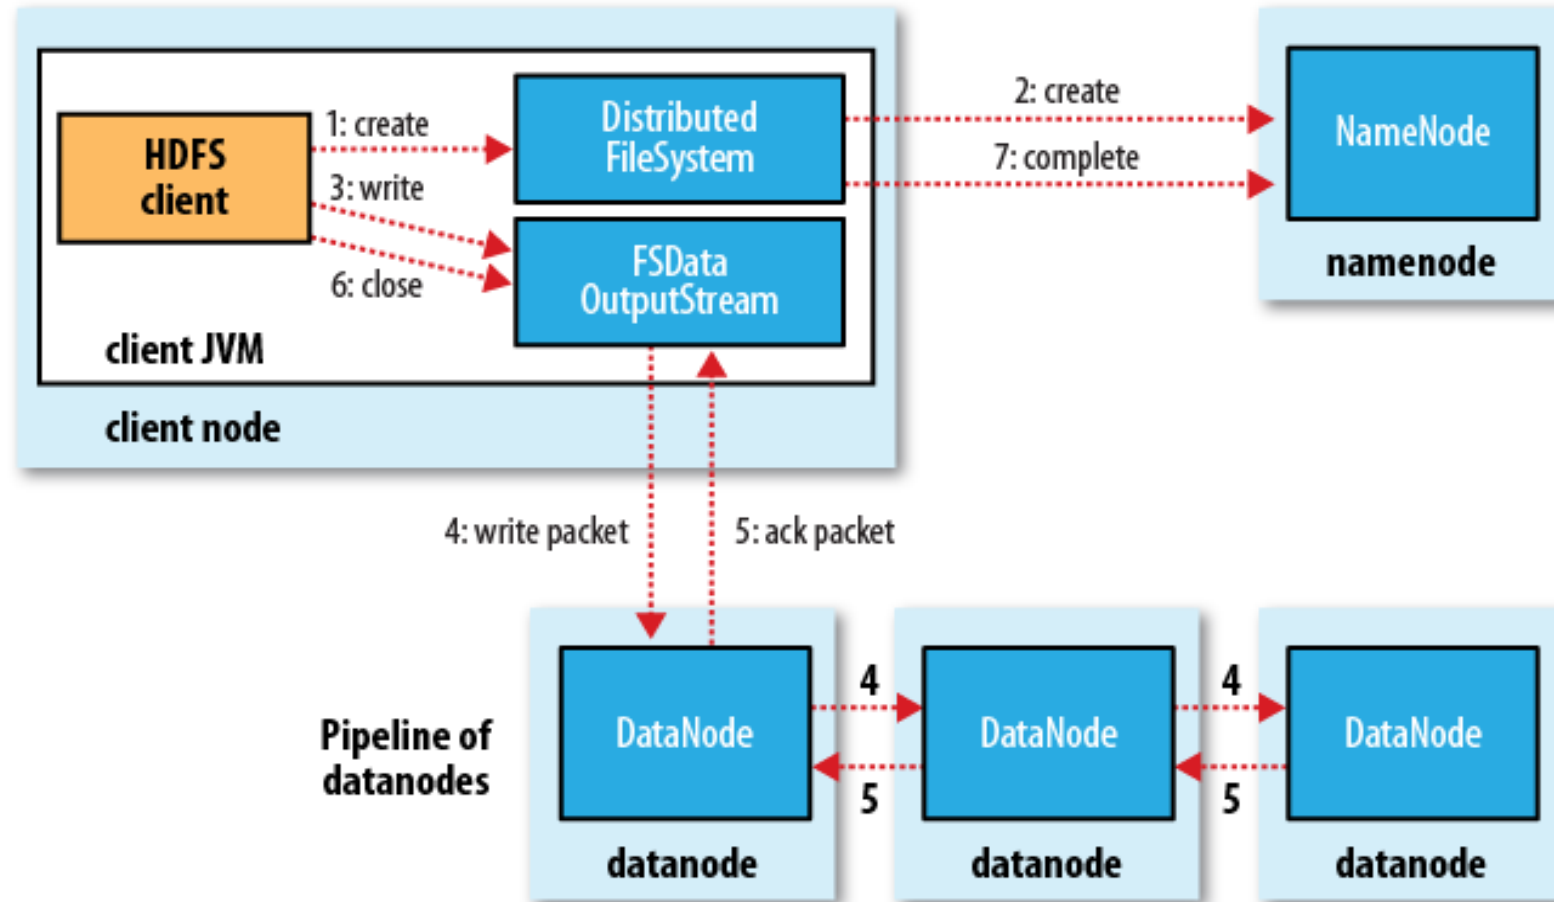 HDFS
client
1: create
3: write
6: close
Distributed
FileSystem
FSData
OutputStream
client JVM
client node
2: create
7: complete
NameNode
namenode
4: write packet
5: ack packet
Pipeline of
datanodes
DataNode
datanode
4
5
DataNode
datanode
4
5
DataNode
datanode